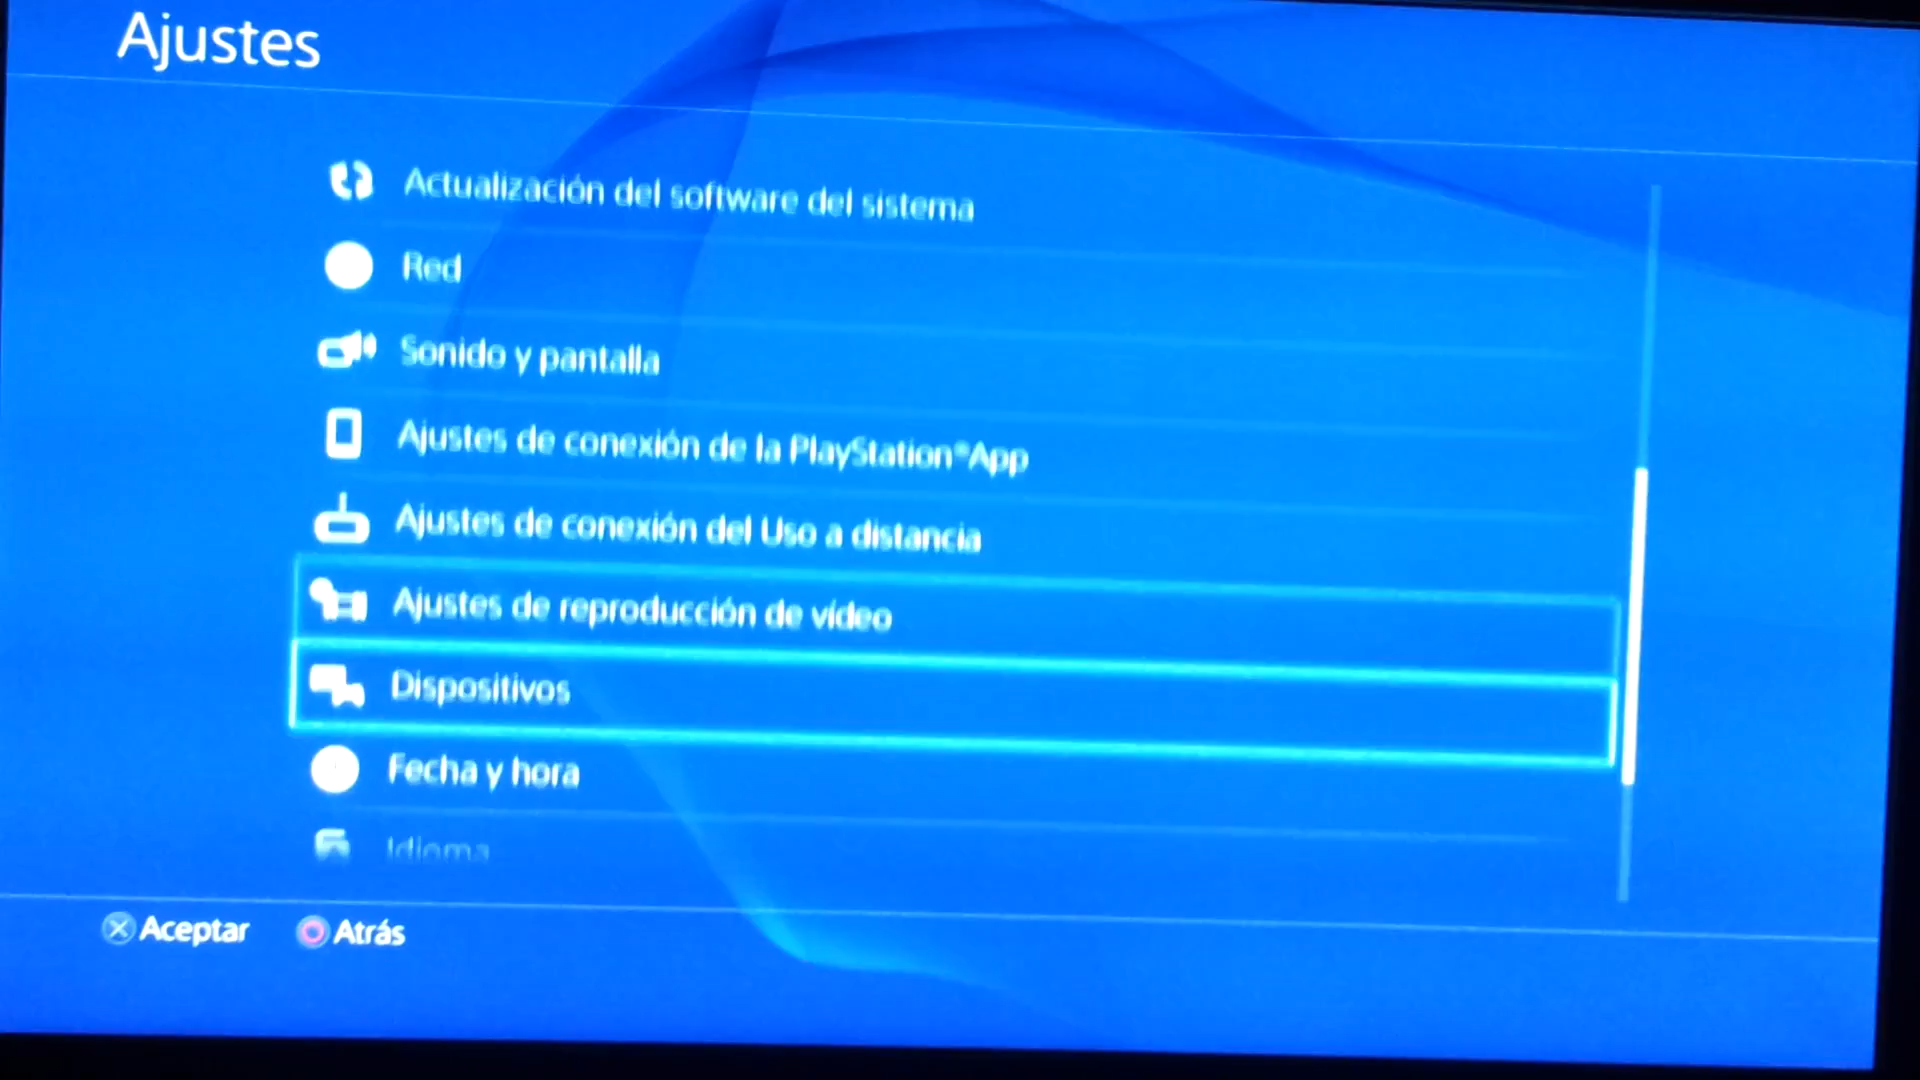 Ajustes
Actualización del software del sistema
Red
Sonido y pantalla
Ajustes de conexión de la PlayStation®App
Ajustes de conexión del Uso a distancia
Ajustes de reproducción de vídeo
Dispositivos
Fecha y hora
Idioma
Aceptar
Atrás